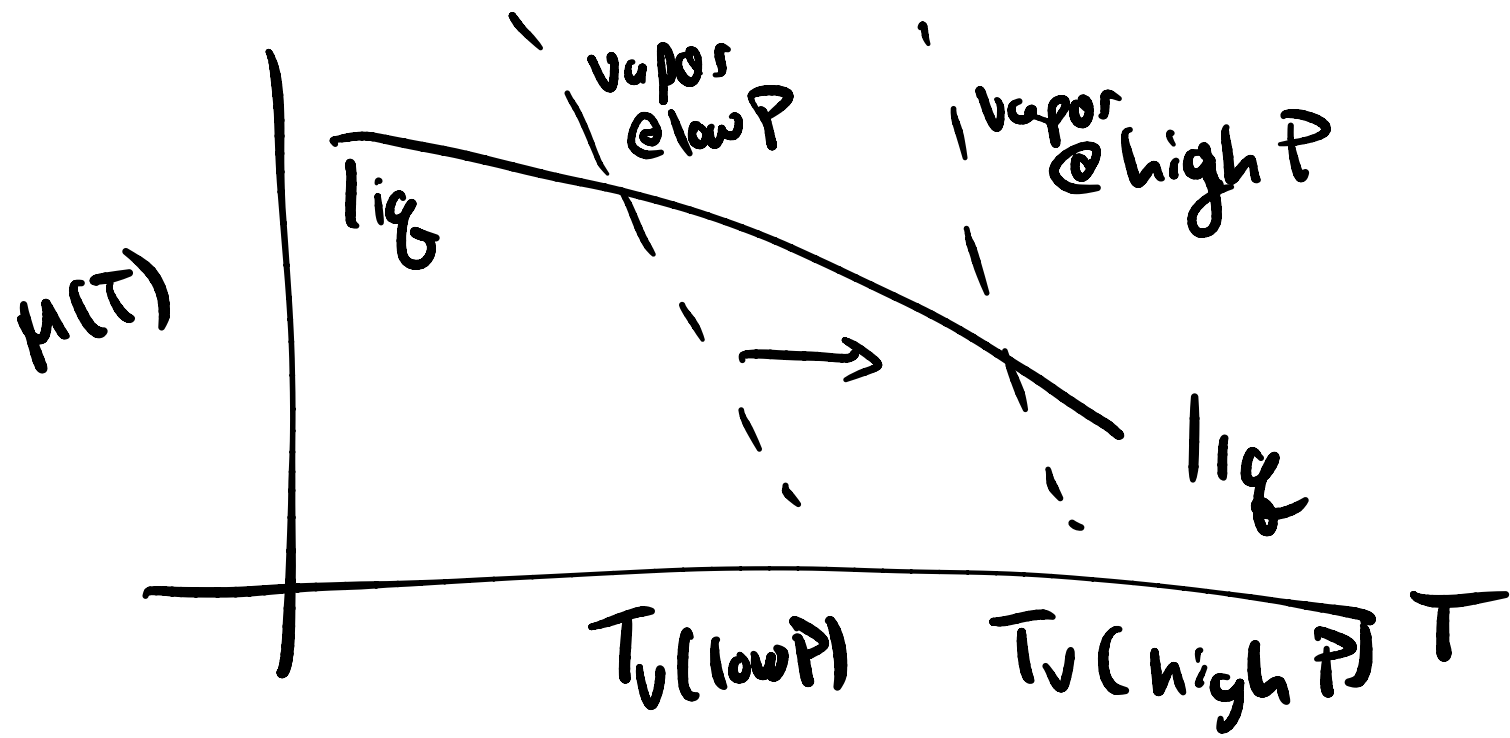 vapor
@low P
vapor
@ high P
liq
μ(T)
liq
Tv(low P)
Tv(high P)
T